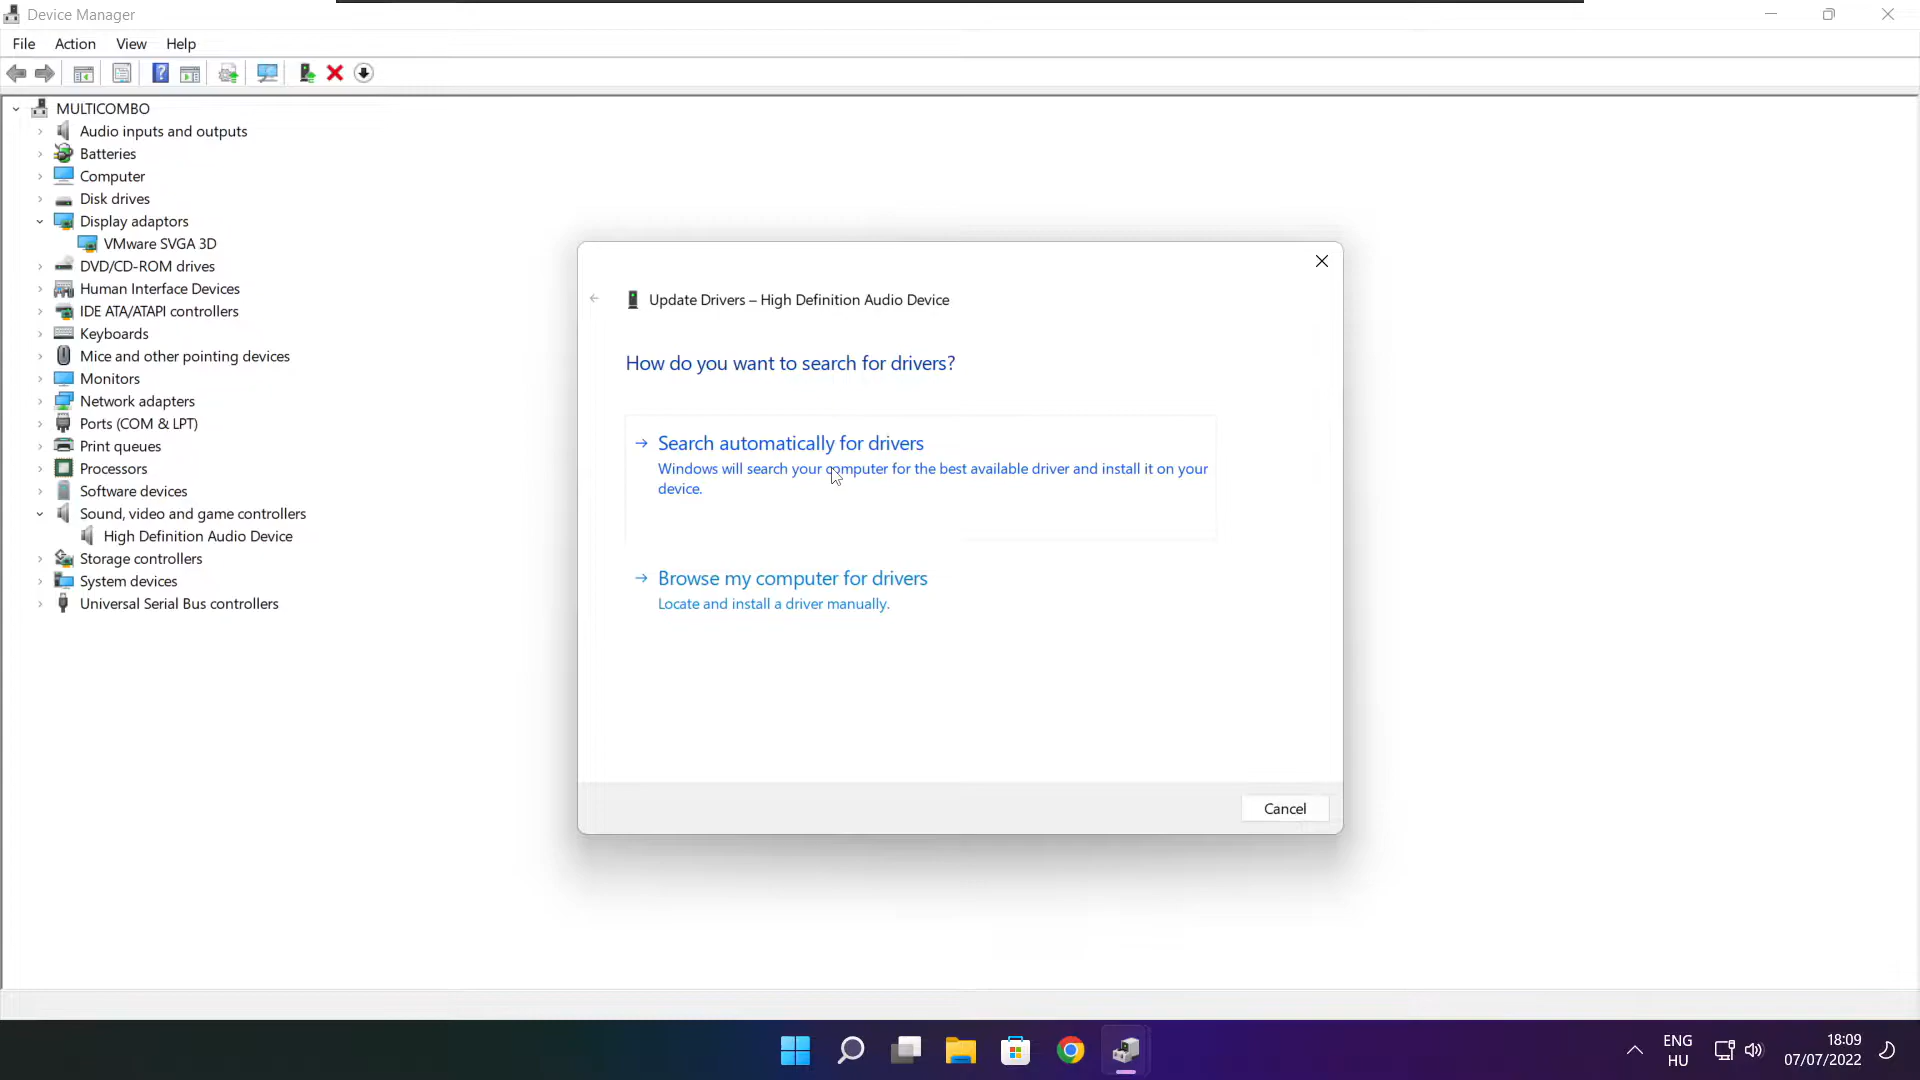 Device Manager
File Action View Help
MULTICOMBO
Audio inputs and outputs
Batteries
Computer
Disk drives
Display adaptors
VMware SVGA 3D
DVD/CD-ROM drives
Human Interface Devices
IDE ATA/ATAPI controllers
Keyboards
Mice and other pointing devices
Monitors
Network adapters
Ports (COM & LPT)
Print queues
Processors
Software devices
Sound, video and game controllers
High Definition Audio Device
Storage controllers
System devices
Universal Serial Bus controllers
Update Drivers – High Definition Audio Device
How do you want to search for drivers?
Search automatically for drivers
Windows will search your computer for the best available driver and install it on your
device.
Browse my computer for drivers
Locate and install a driver manually.
Cancel
ENG
HU
18:09
07/07/2022